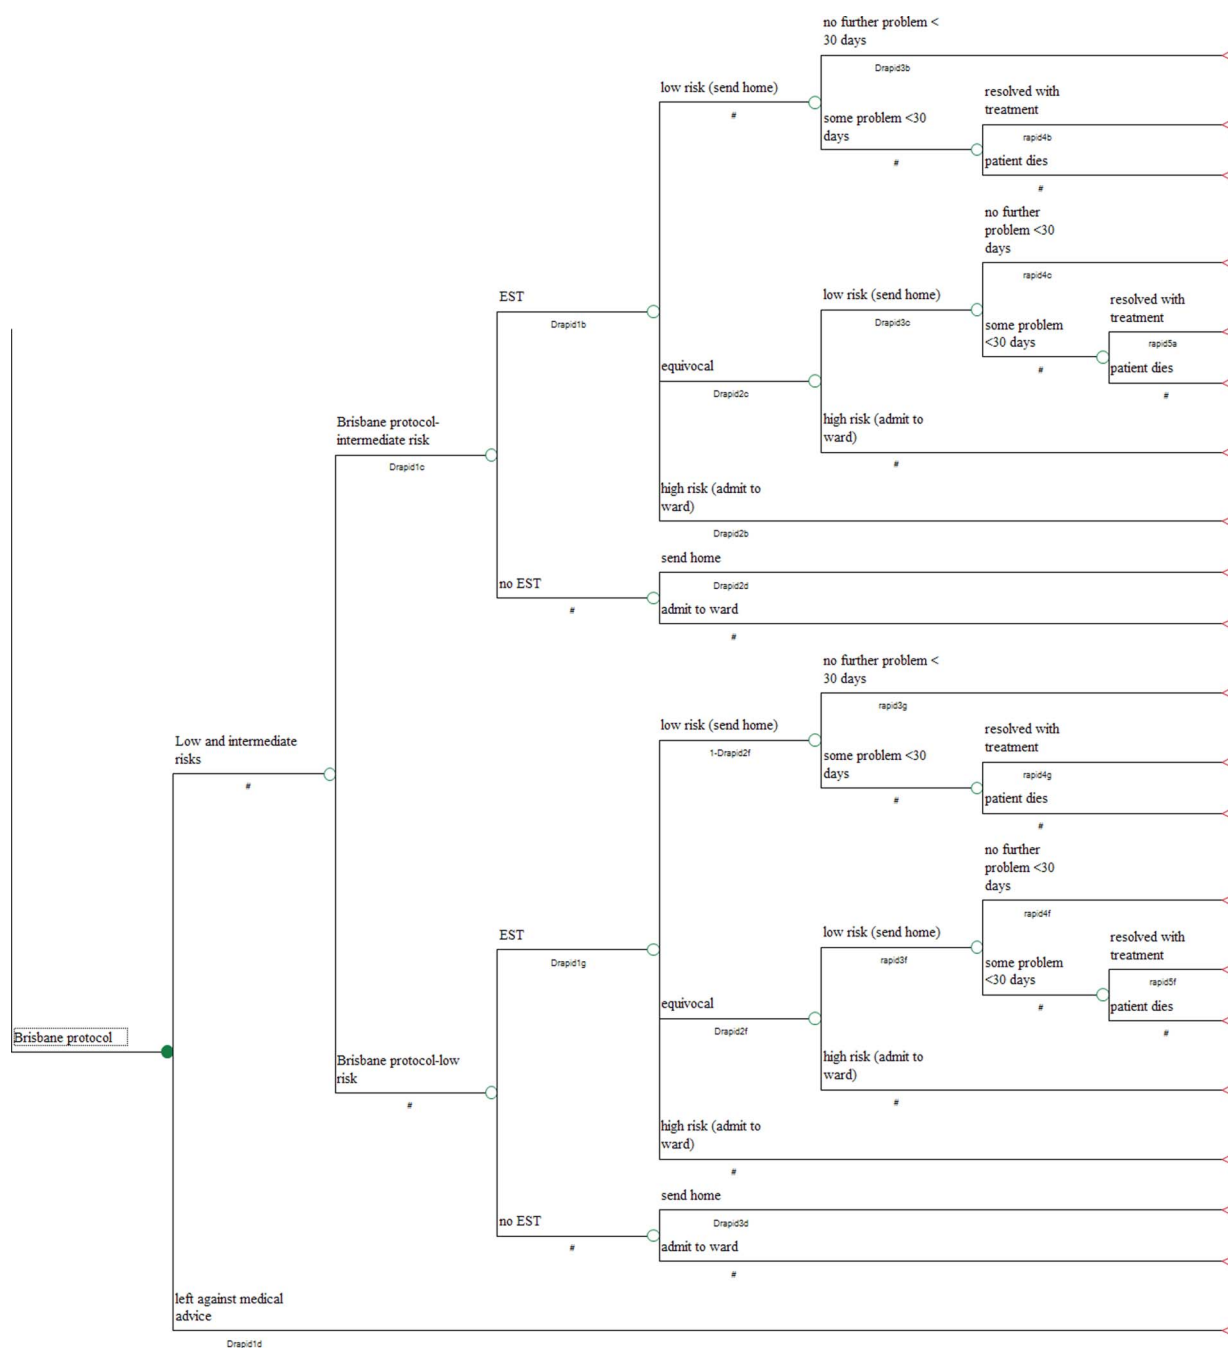 no further problem <
30 days
Drapid3b
low risk (send home)
#
resolved with
treatment
some problem <30
days
rapid4b
patient dies
#
#
no further
problem <30
days
rapid4c
EST
Drapid1b
low risk (send home)
Drapid3c
resolved with
treatment
some problem
<30 days
rapid5a
patient dies
#
#
equivocal
Drapid2c
high risk (admit to
ward)
#
Brisbane protocol-
intermediate risk
Drapid1c
high risk (admit to
ward)
Drapid2b
send home
Drapid2d
no EST
#
admit to ward
#
no further problem <
30 days
rapid3g
low risk (send home)
1-Drapid2f
resolved with
treatment
some problem <30
days
rapid4g
patient dies
#
#
Low and intermediate
risks
#
no further
problem <30
days
rapid4f
EST
Drapid1g
low risk (send home)
rapid3f
resolved with
treatment
some problem
<30 days
rapid5f
patient dies
#
#
equivocal
Drapid2f
high risk (admit to
ward)
#
Brisbane protocol
Brisbane protocol-low
risk
#
high risk (admit to
ward)
#
send home
Drapid3d
no EST
#
admit to ward
#
left against medical
advice
Drapid1d